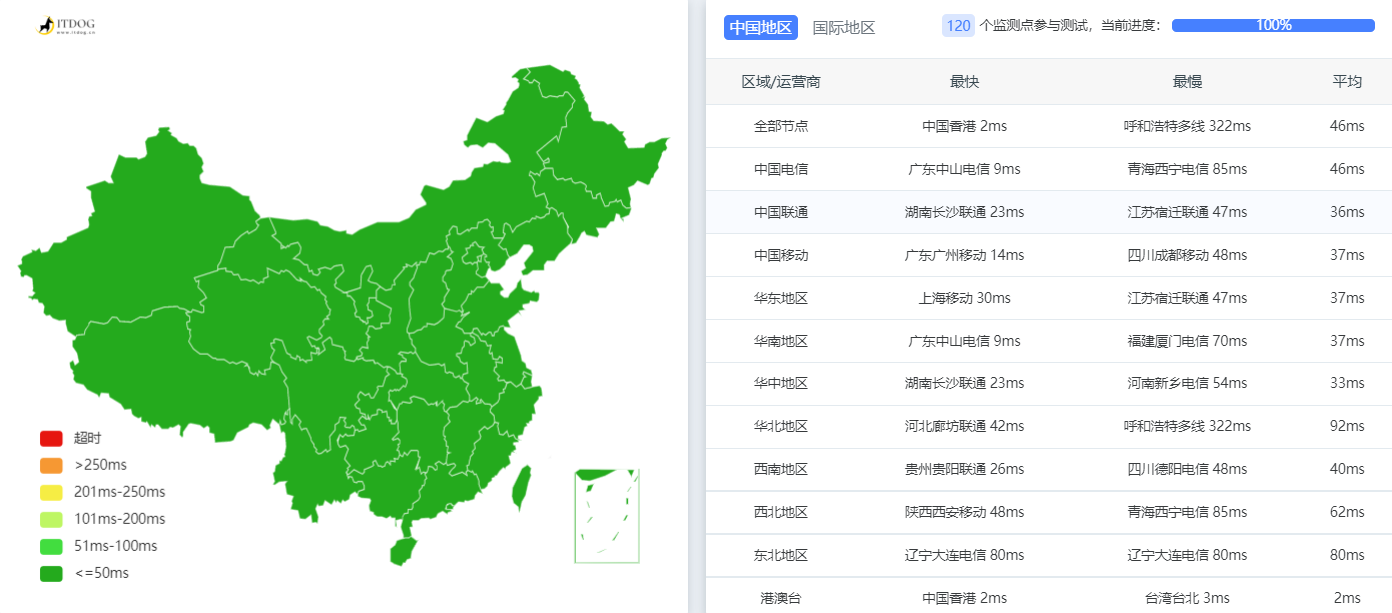 ITDOG
www.itdog.cn
超时
>250ms
201ms-250ms
101ms-200ms
51ms-100ms
<=50ms
中国地区 国际地区 120 个监测点参与测试，当前进度： 100%
区域/运营商 最快 最慢 平均
全部节点 中国香港 2ms 呼和浩特多线 322ms 46ms
中国电信 广东中山电信 9ms 青海西宁电信 85ms 46ms
中国联通 湖南长沙联通 23ms 江苏宿迁联通 47ms 36ms
中国移动 广东广州移动 14ms 四川成都移动 48ms 37ms
华东地区 上海移动 30ms 江苏宿迁联通 47ms 37ms
华南地区 广东中山电信 9ms 福建厦门电信 70ms 37ms
华中地区 湖南长沙联通 23ms 河南新乡电信 54ms 33ms
华北地区 河北廊坊联通 42ms 呼和浩特多线 322ms 92ms
西南地区 贵州贵阳联通 26ms 四川德阳电信 48ms 40ms
西北地区 陕西西安移动 48ms 青海西宁电信 85ms 62ms
东北地区 辽宁大连电信 80ms 辽宁大连电信 80ms 80ms
港澳台 中国香港 2ms 台湾台北 3ms 2ms